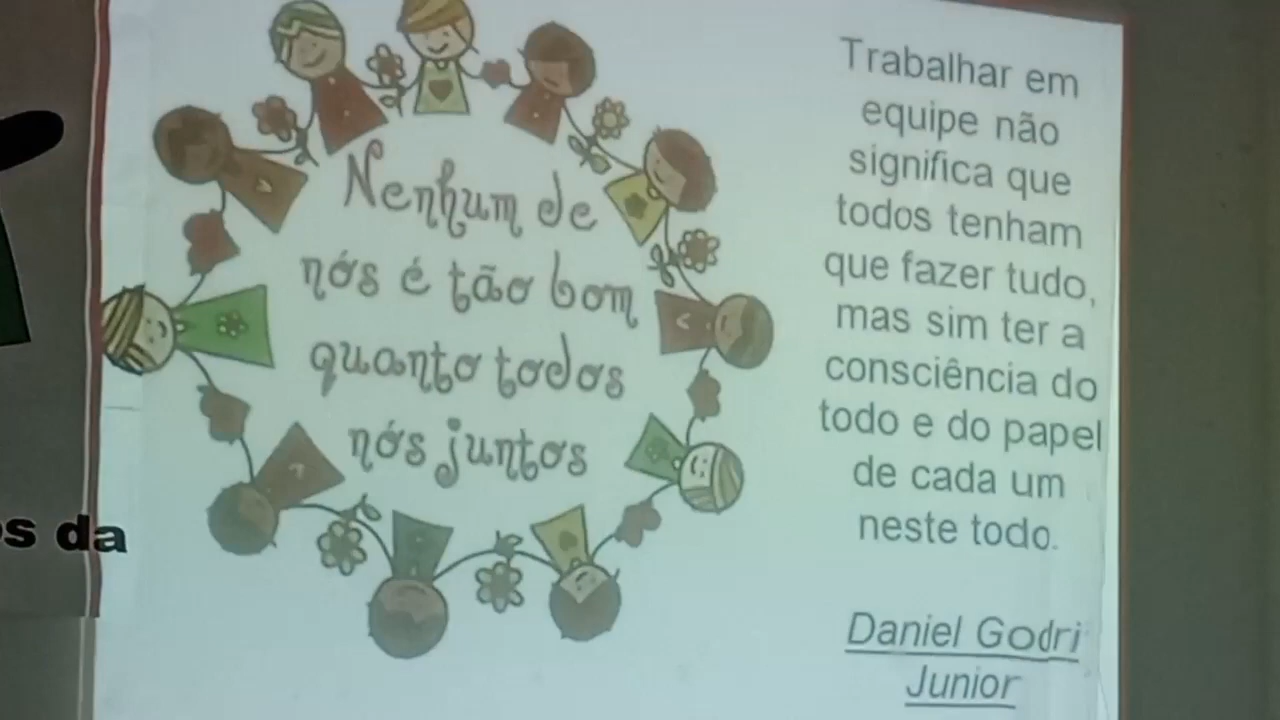 Nenhum de
nós é tão bom
quanto todos
nós juntos
Trabalhar em
equipe não
significa que
todos tenham
que fazer tudo,
mas sim ter a
consciência do
todo e do papel
de cada um
neste todo.
Daniel Godri
Junior
da